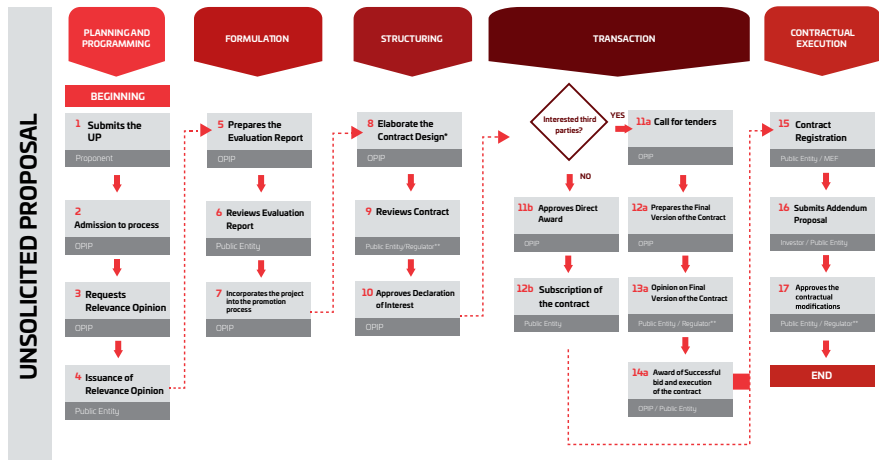 UNSOLICITED PROPOSAL
PLANNING AND
PROGRAMMING
BEGINNING
1 Submits the
UP
Proponent
2
Admission to process
OPIP
3 Requests
Relevance Opinion
OPIP
4 Issuance of
Relevance Opinion
Public Entity
FORMULATION
5 Prepares the
Evaluation Report
OPIP
6 Reviews Evaluation
Report
Public Entity
7 Incorporates the project
into the promotion
process
OPIP
STRUCTURING
8 Elaborate the
Contract Design*
OPIP
9 Reviews Contract
Public Entity/Regulator**
10 Approves Declaration
of Interest
OPIP
TRANSACTION
Interested third
parties?
YES
NO
11a Call for tenders
OPIP
11b Approves Direct
Award
OPIP
12a Prepares the Final
Version of the Contract
OPIP
12b Subscription of
the contract
Public Entity
13a Opinion on Final
Version of the Contract
Public Entity / Regulator**
14a Award of Successful
bid and execution
of the contract
OPIP / Public Entity
CONTRACTUAL
EXECUTION
15 Contract
Registration
Public Entity / MEF
16 Submits Addendum
Proposal
Investor / Public Entity
17 Approves the
contractual
modifications
Public Entity / Regulator**
END